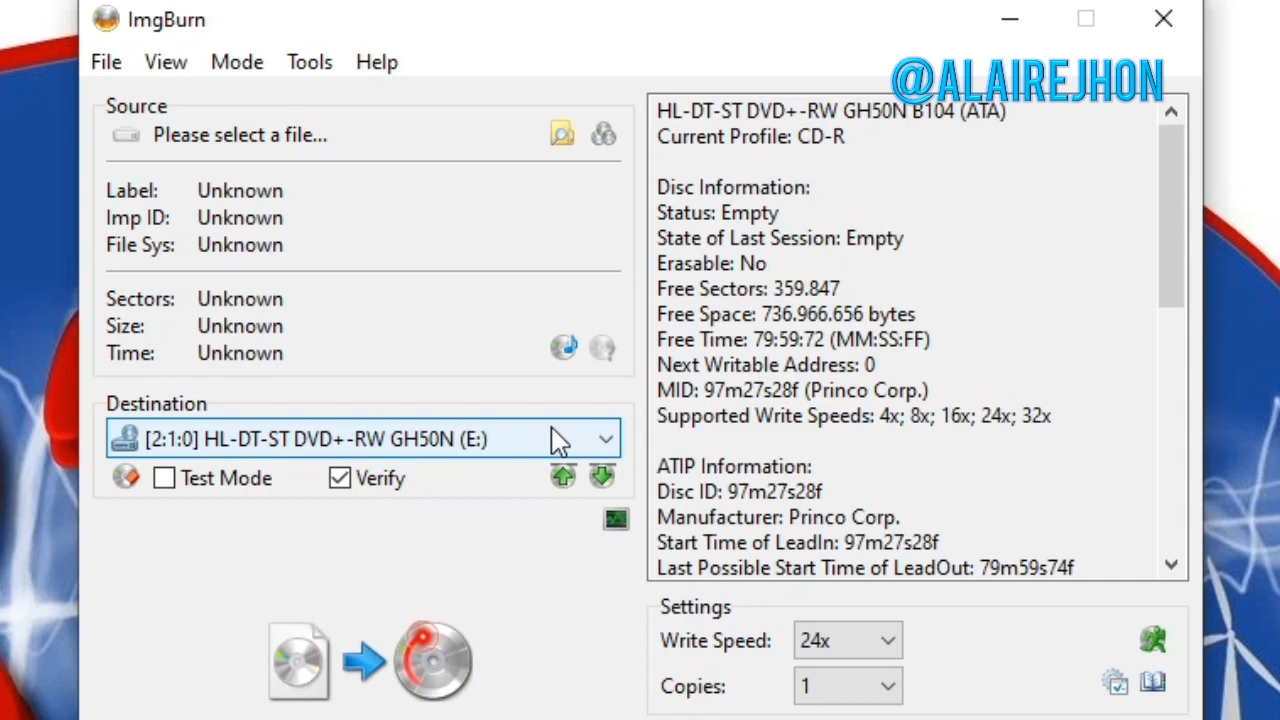 ImgBurn
File View Mode Tools Help
@ALAIREJHON
Source
Please select a file...
Label: Unknown
Imp ID: Unknown
File Sys: Unknown
Sectors: Unknown
Size: Unknown
Time: Unknown
Destination
[2:1:0] HL-DT-ST DVD+-RW GH50N (E:)
Test Mode Verify
HL-DT-ST DVD+-RW GH50N B104 (ATA)
Current Profile: CD-R
Disc Information:
Status: Empty
State of Last Session: Empty
Erasable: No
Free Sectors: 359.847
Free Space: 736.966.656 bytes
Free Time: 79:59:72 (MM:SS:FF)
Next Writable Address: 0
MID: 97m27s28f (Princo Corp.)
Supported Write Speeds: 4x; 8x; 16x; 24x; 32x
ATIP Information:
Disc ID: 97m27s28f
Manufacturer: Princo Corp.
Start Time of LeadIn: 97m27s28f
Last Possible Start Time of LeadOut: 79m59s74f
Settings
Write Speed: 24x
Copies: 1